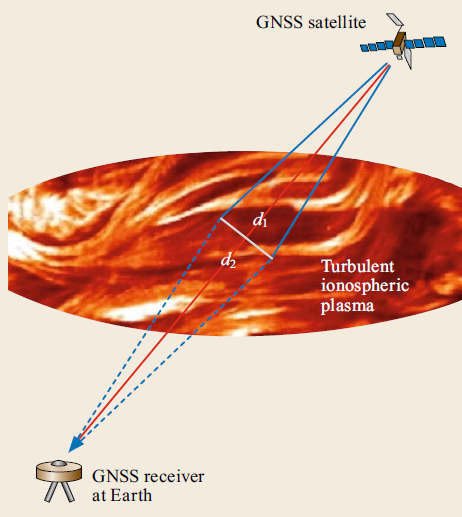 GNSS satellite
d₁
d₂
Turbulent
ionospheric
plasma
GNSS receiver
at Earth